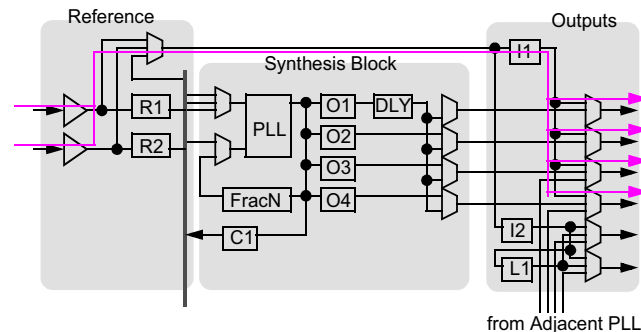 Reference
Outputs
Synthesis Block
I1
R1
R2
PLL
O1
DLY
O2
O3
FracN
O4
C1
I2
L1
from Adjacent PLL